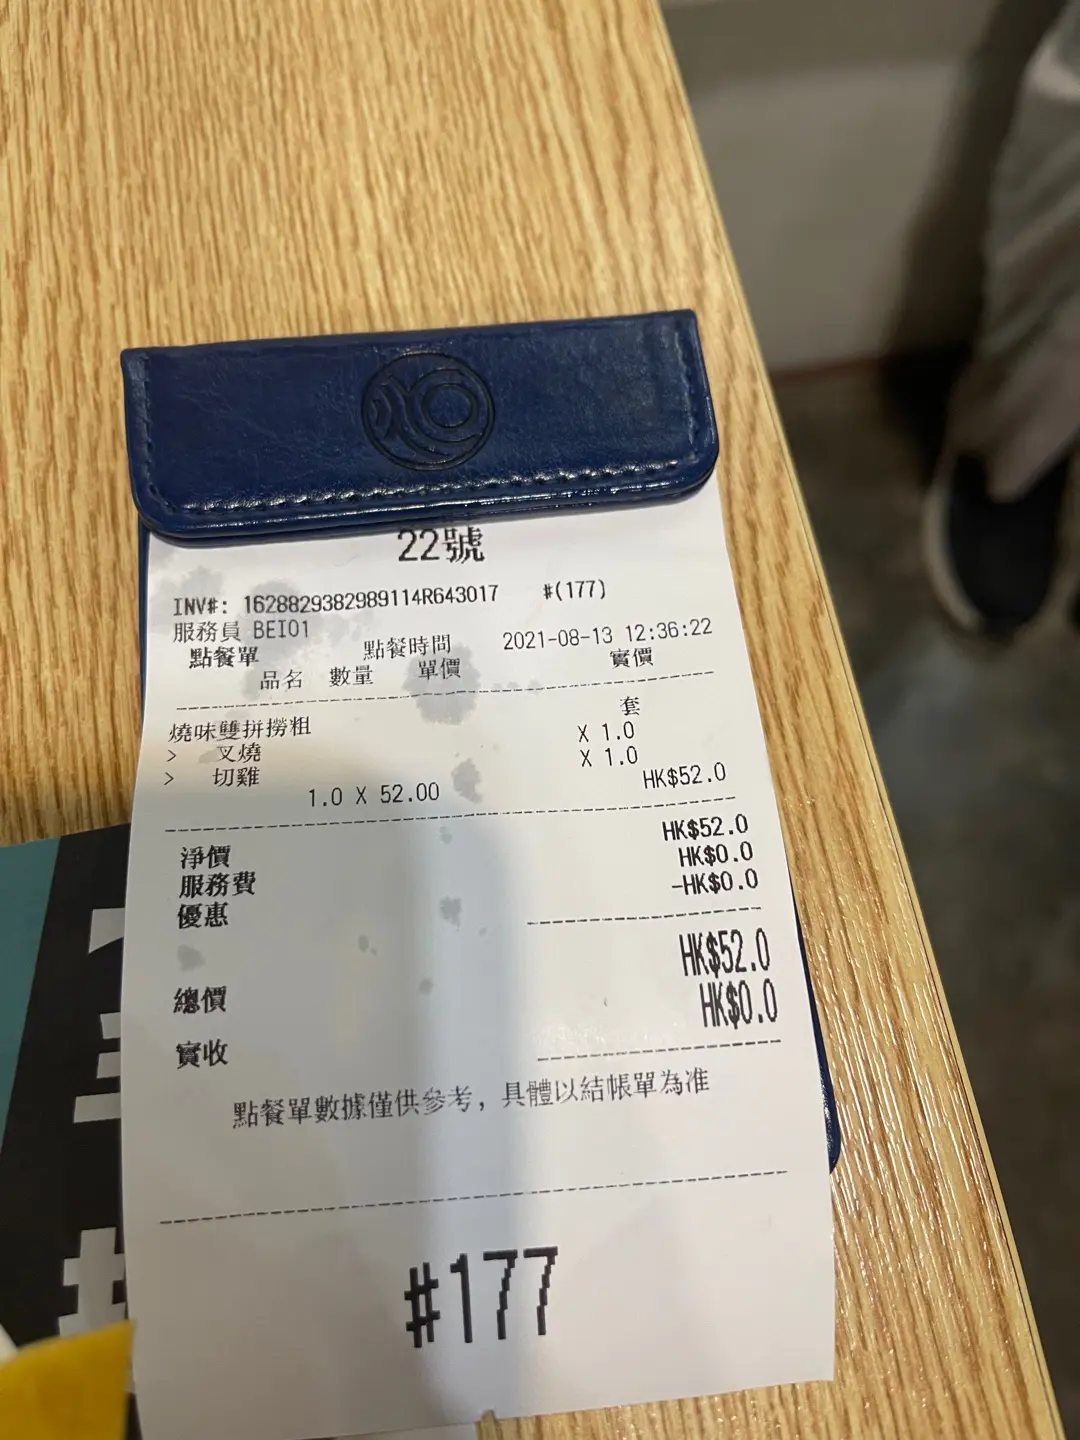 22號
INV#: 1628829382989114R643017 #(177)
服務員 BEI01
點餐單 點餐時間 2021-08-13 12:36:22
品名 數量 單價 實價
燒味雙拼撈粗 套
> 叉燒 X 1.0
> 切雞 X 1.0
1.0 X 52.00 HK$52.0
淨價 HK$52.0
服務費 HK$0.0
優惠 -HK$0.0
總價 HK$52.0
實收 HK$0.0
點餐單數據僅供參考，具體以結帳單為准
#177